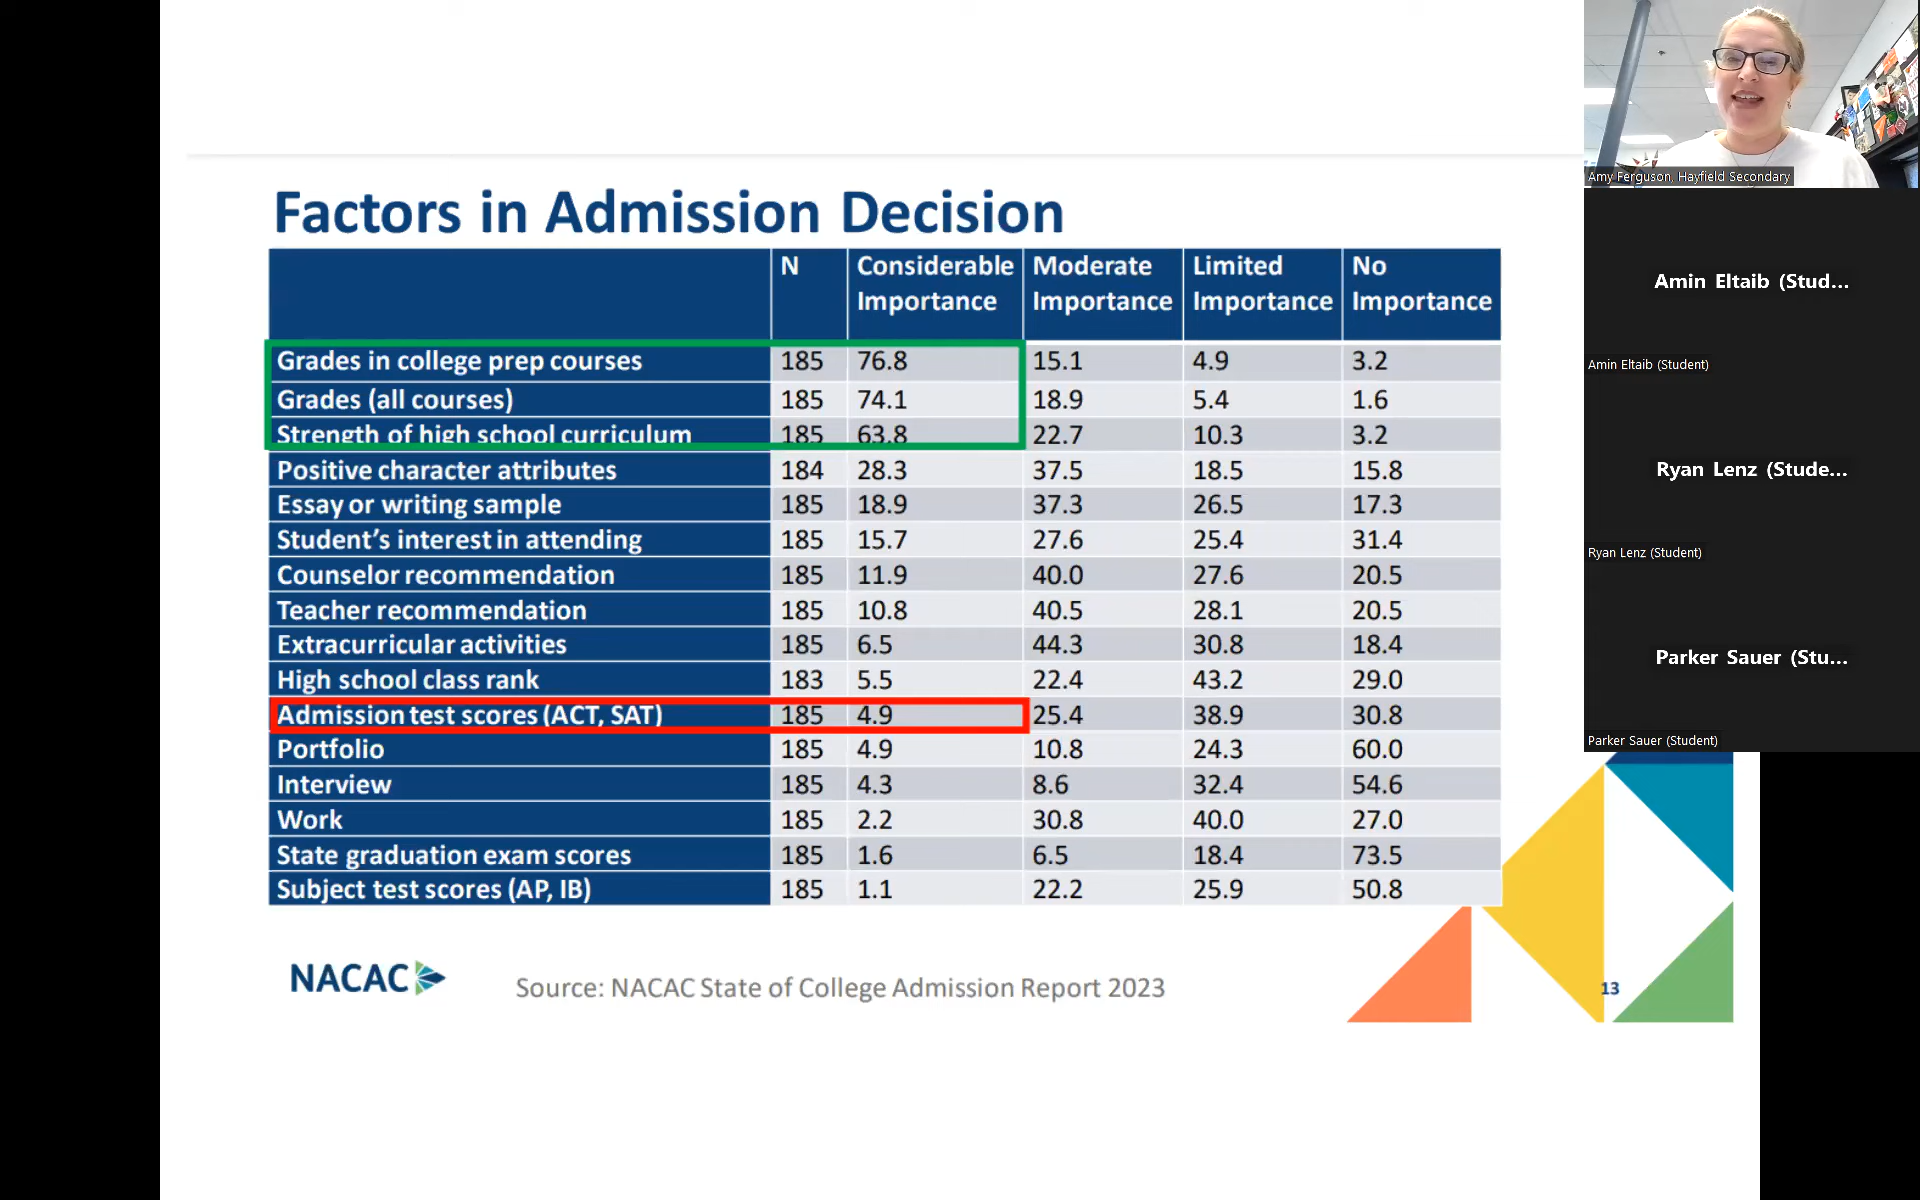 Factors in Admission Decision
N Considerable Importance Moderate Importance Limited Importance No Importance
Grades in college prep courses 185 76.8 15.1 4.9 3.2
Grades (all courses) 185 74.1 18.9 5.4 1.6
Strength of high school curriculum 185 63.8 22.7 10.3 3.2
Positive character attributes 184 28.3 37.5 18.5 15.8
Essay or writing sample 185 18.9 37.3 26.5 17.3
Student's interest in attending 185 15.7 27.6 25.4 31.4
Counselor recommendation 185 11.9 40.0 27.6 20.5
Teacher recommendation 185 10.8 40.5 28.1 20.5
Extracurricular activities 185 6.5 44.3 30.8 18.4
High school class rank 183 5.5 22.4 43.2 29.0
Admission test scores (ACT, SAT) 185 4.9 25.4 38.9 30.8
Portfolio 185 4.9 10.8 24.3 60.0
Interview 185 4.3 8.6 32.4 54.6
Work 185 2.2 30.8 40.0 27.0
State graduation exam scores 185 1.6 6.5 18.4 73.5
Subject test scores (AP, IB) 185 1.1 22.2 25.9 50.8
NACAC
Source: NACAC State of College Admission Report 2023
13
Amy Ferguson, Hayfield Secondary
Amin Eltaib (Stud...
Amin Eltaib (Student)
Ryan Lenz (Stude...
Ryan Lenz (Student)
Parker Sauer (Stu...
Parker Sauer (Student)